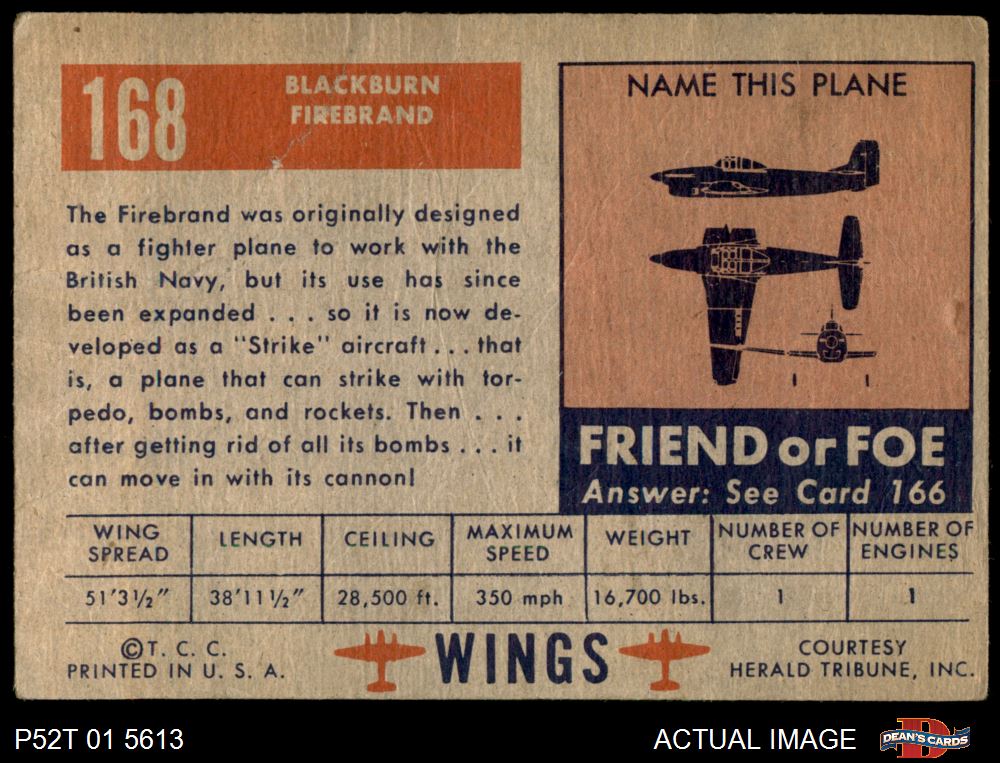 168
BLACKBURN
FIREBRAND
The Firebrand was originally designed
as a fighter plane to work with the
British Navy, but its use has since
been expanded . . . so it is now de-
veloped as a "Strike" aircraft . . . that
is, a plane that can strike with tor-
pedo, bombs, and rockets. Then . . .
after getting rid of all its bombs . . . it
can move in with its cannon!
NAME THIS PLANE
FRIEND or FOE
Answer: See Card 166
WING SPREAD LENGTH CEILING MAXIMUM SPEED WEIGHT NUMBER OF CREW NUMBER OF ENGINES
51'3½" 38'11½" 28,500 ft. 350 mph 16,700 lbs. 1 1
©T. C. C.
PRINTED IN U. S. A.
WINGS
COURTESY
HERALD TRIBUNE, INC.
P52T 01 5613
ACTUAL IMAGE
D
DEAN'S CARDS